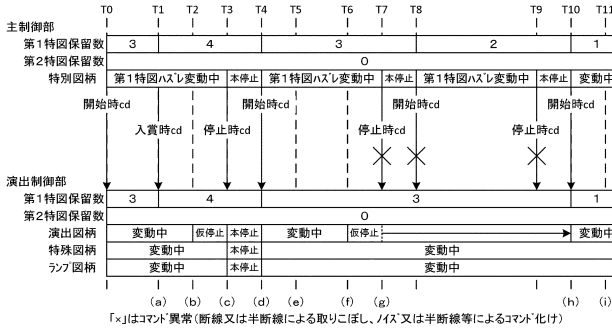 T0 T1 T2 T3 T4 T5 T6 T7 T8 T9 T10 T11
主制御部
第1特図保留数 3 4 3 2 1
第2特図保留数 0
特別図柄 第1特図ハズレ変動中 本停止 第1特図ハズレ変動中 本停止 第1特図ハズレ変動中 本停止 変動中
開始時cd 開始時cd 開始時cd 開始時cd
入賞時cd 停止時cd 停止時cd 停止時cd
演出制御部
第1特図保留数 3 4 3 1
第2特図保留数 0
演出図柄 変動中 仮停止 本停止 変動中 仮停止 変動中
特殊図柄 変動中 本停止 変動中
ランプ図柄 変動中 本停止 変動中
(a) (b) (c) (d) (e) (f) (g) (h) (i)
「×」はコマンド異常(断線又は半断線による取りこぼし、ノイズ又は半断線等によるコマンド化け)